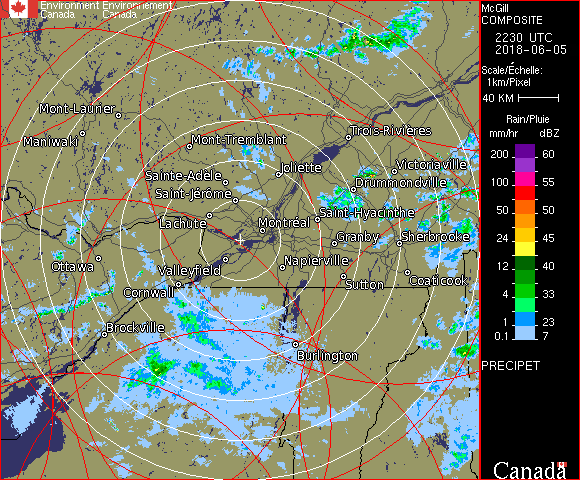 Environment Environnement
Canada Canada
McGill
COMPOSITE
2230 UTC
2018-06-05
Scale/Échelle:
1km/Pixel
40 KM
Rain/Pluie
mm/hr dBZ
200 60
100 55
50 50
24 45
12 40
4 33
1 23
0.1 7
PRECIPET
Canada
Mont-Laurier
Maniwaki
Mont-Tremblant
Trois-Rivières
Joliette
Victoriaville
Sainte-Adèle
Drummondville
Saint-Jérôme
Saint-Hyacinthe
Lachute
Montréal
Granby
Sherbrooke
Ottawa
Valleyfield
Napierville
Cornwall
Sutton
Coaticook
Brockville
Burlington